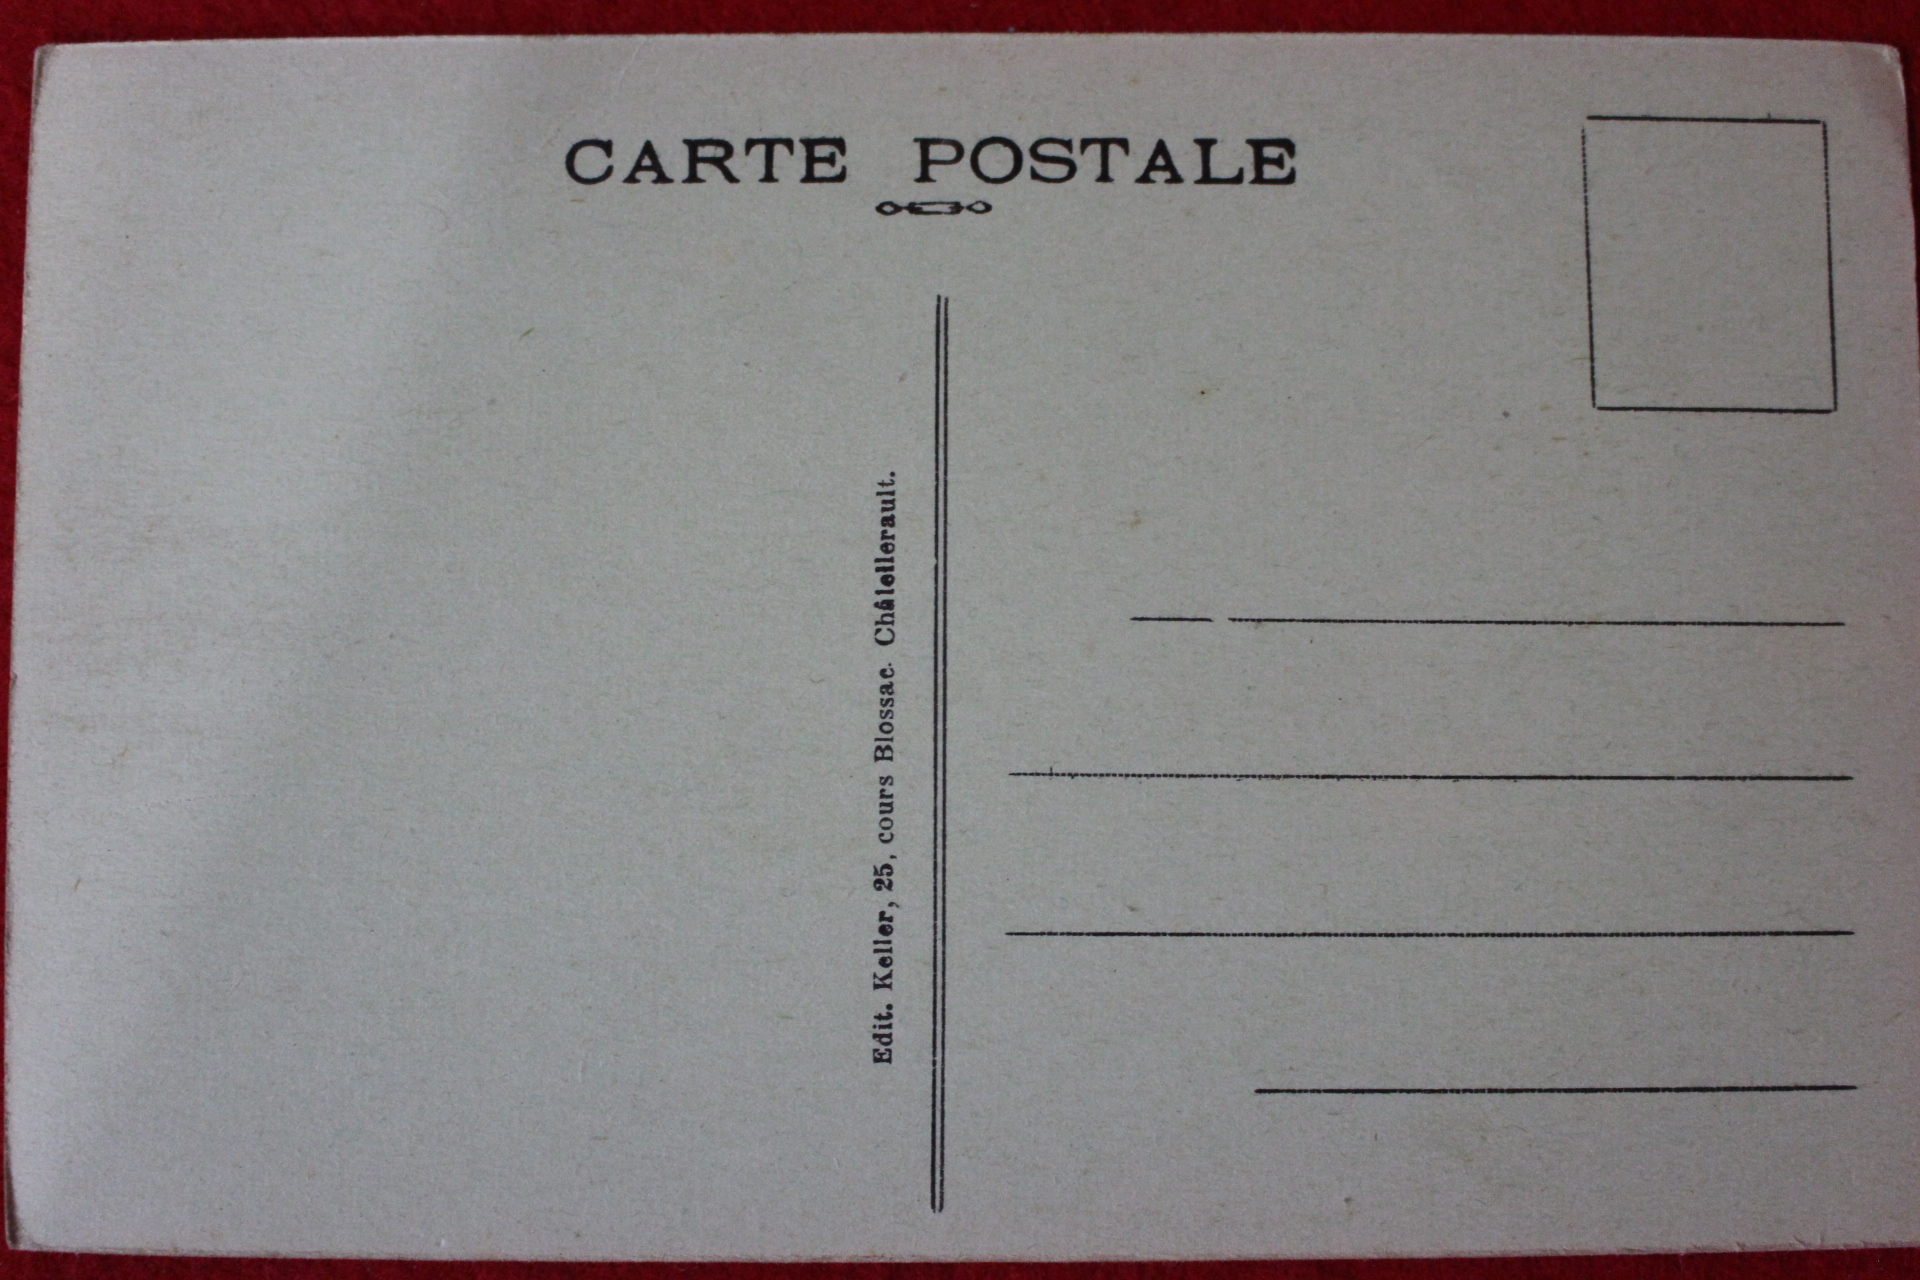 CARTE POSTALE
Edit. Keller, 25, cours Blossac. Châtellerault.